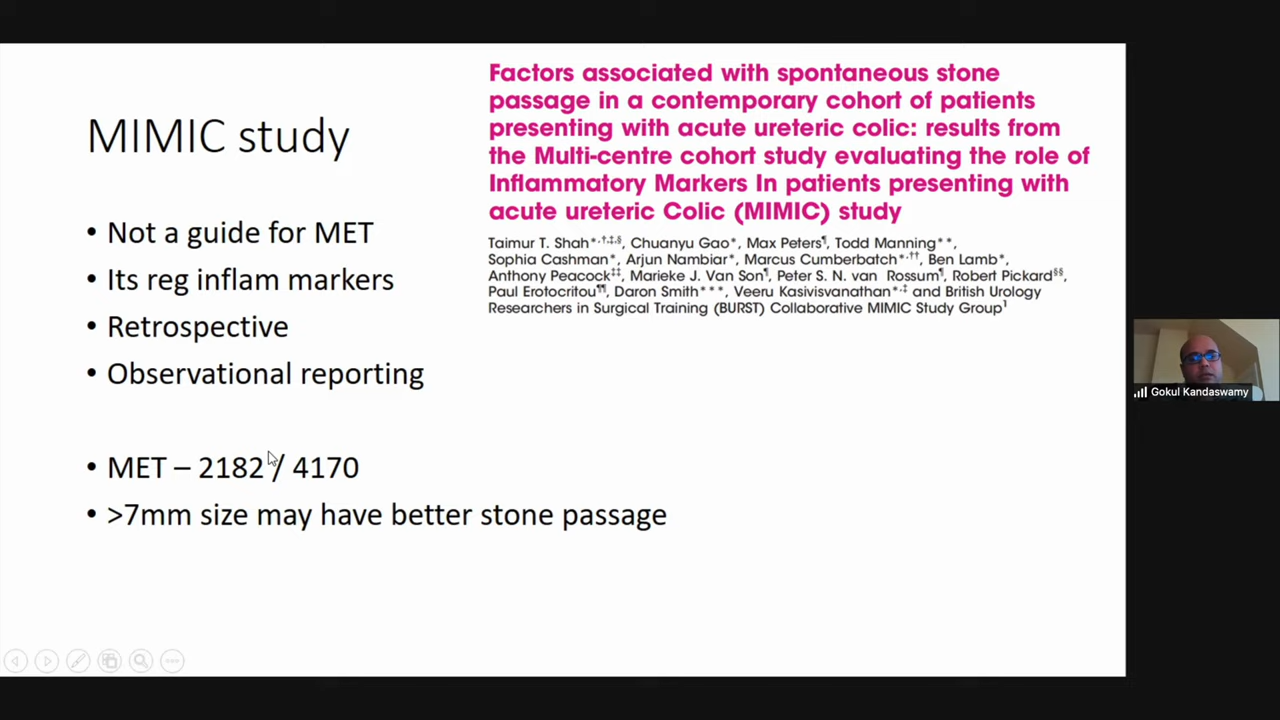 MIMIC study
• Not a guide for MET
• Its reg inflam markers
• Retrospective
• Observational reporting
• MET – 2182 / 4170
• >7mm size may have better stone passage
Factors associated with spontaneous stone
passage in a contemporary cohort of patients
presenting with acute ureteric colic: results from
the Multi-centre cohort study evaluating the role of
Inflammatory Markers In patients presenting with
acute ureteric Colic (MIMIC) study
Taimur T. Shah*,†,‡,§, Chuanyu Gao*, Max Peters¶, Todd Manning**,
Sophia Cashman*, Arjun Nambiar*, Marcus Cumberbatch*,††, Ben Lamb*,
Anthony Peacock‡‡, Marieke J. Van Son¶, Peter S. N. van Rossum¶, Robert Pickard§§,
Paul Erotocritou¶¶, Daron Smith***, Veeru Kasivisvanathan*,‡ and British Urology
Researchers in Surgical Training (BURST) Collaborative MIMIC Study Group1
Gokul Kandaswamy